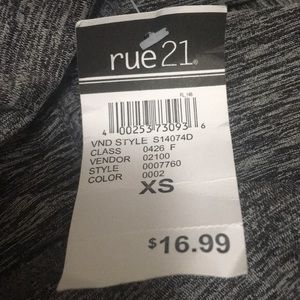 rue21®
FL HB
4 00253 73093 6
VND STYLE S14074D
CLASS 0426 F
VENDOR 02100
STYLE 0007760
COLOR 0002
XS
$16.99